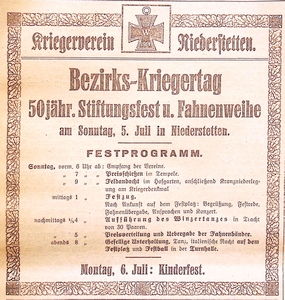 Kriegerverein Niederstetten.
Bezirks-Kriegertag
50jähr. Stiftungsfest u. Fahnenweihe
am Sonntag, 5. Juli in Niederstetten.
FESTPROGRAMM.
Sonntag, vorm. 6 Uhr ab: Empfang der Vereine.
„ 7 „ Preisschießen im Tempele.
„ 9 „ Feldandacht im Hofgarten, anschließend Kranzniederlegung
am Kriegerdenkmal
mittags 1 „ Festzug.
Nach Ankunft auf dem Festplatz: Begrüßung, Festrede,
Fahnenübergabe, Ansprachen und Konzert.
nachmittags ¼4 „ Aufführung des Winzertanzes in Tracht
von 30 Paaren.
„ 5 „ Preisverteilung und Uebergabe der Fahnenbänder.
abends 8 „ Gesellige Unterhaltung, Tanz, italienische Nacht auf dem
Festplatz und Festball in der Turnhalle.
Montag, 6. Juli: Kinderfest.